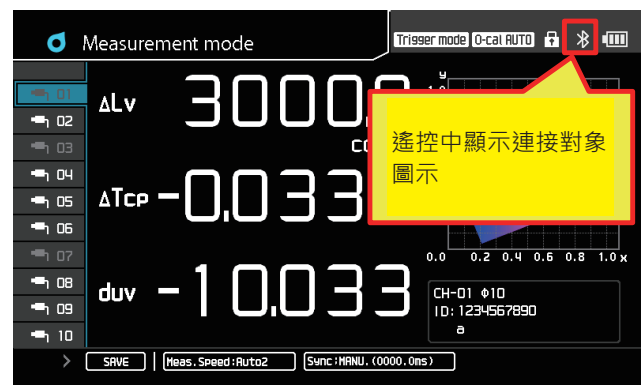 Measurement mode
Trigger mode 0-cal AUTO
01
02
03
04
05
06
07
08
09
10
ΔLv 3000.
ΔTcp -0.033
duv -10.033
y
遙控中顯示連接對象
圖示
0.0 0.2 0.4 0.6 0.8 1.0 x
CH-01 Φ10
ID: 1234567890
a
> SAVE Meas. Speed:Auto2 Sync:MANU. (0000.0ms)